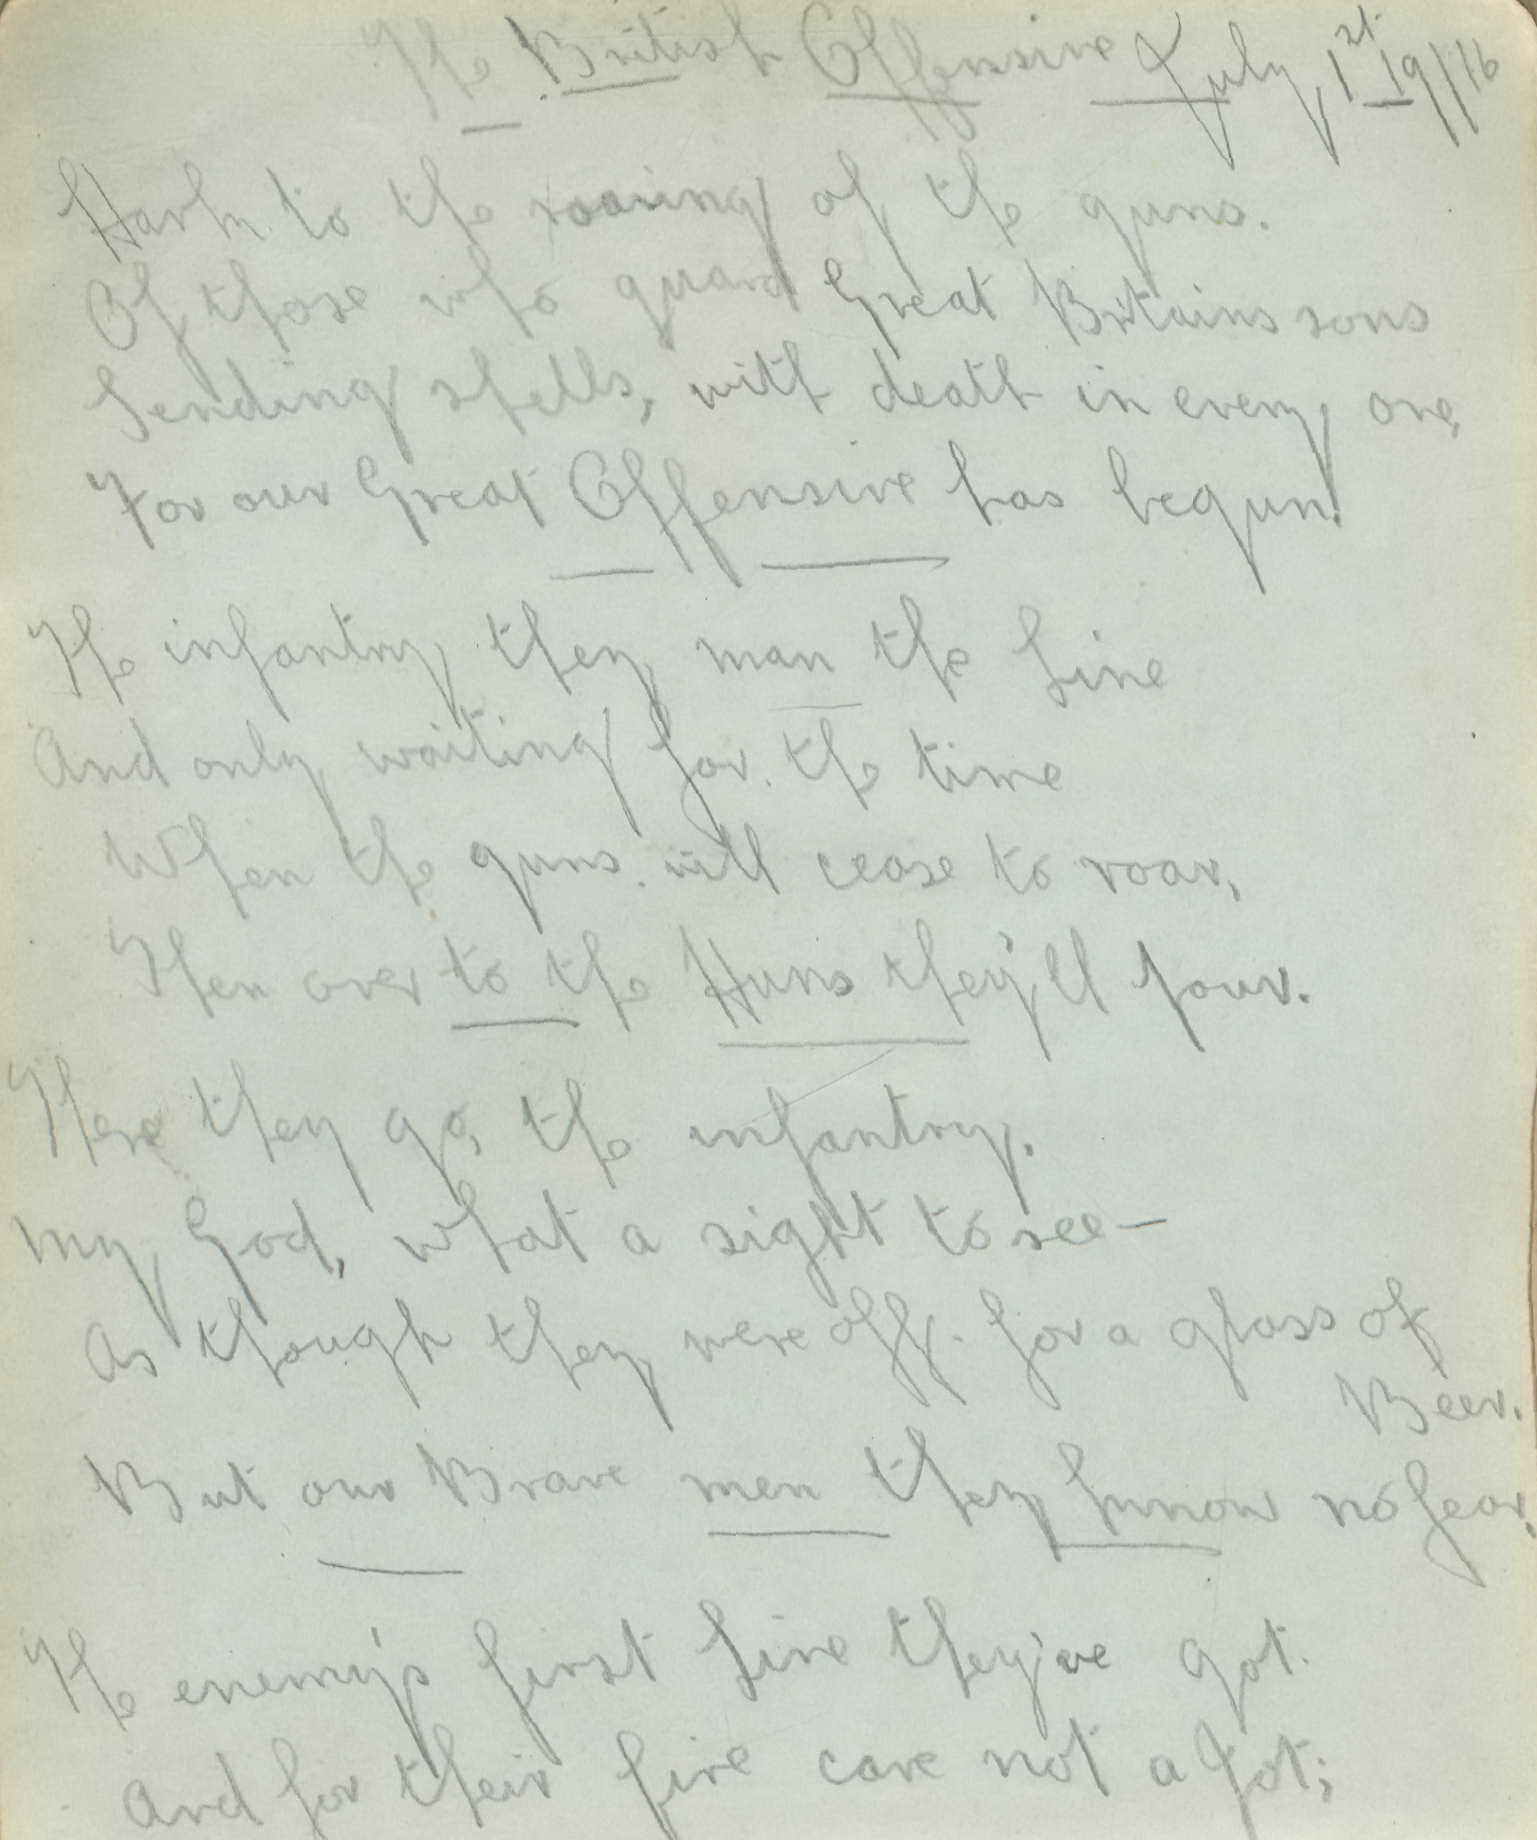 The British Offensive July 1st 19/16
Hark to the roaring of the guns.
Of those who guard Great Britains sons
Sending shells, with death in every one,
For our Great Offensive has begun.
The infantry they man the Line
And only waiting for the time
When the guns will cease to roar,
Then over to the Huns they'll pour.
There they go, the infantry.
My God, what a sight to see—
As though they were off. for a glass of
Beer.
But our Brave men they know no fear.
The enemy's first Line they've got.
And for their fire care not a jot;